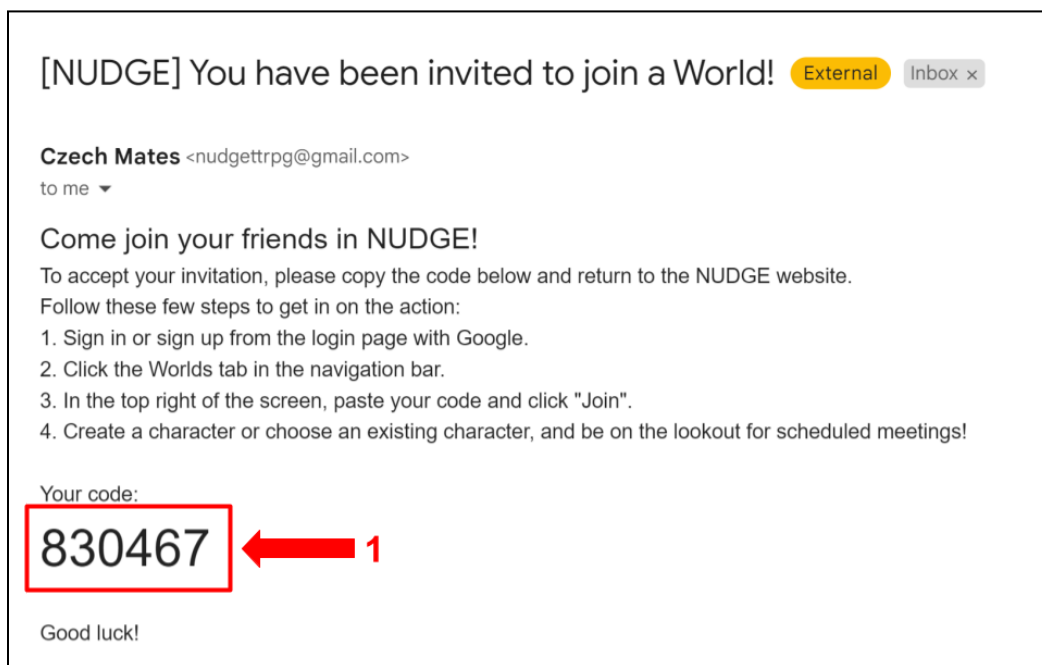 [NUDGE] You have been invited to join a World! External Inbox ×
Czech Mates <nudgettrpg@gmail.com>
to me
Come join your friends in NUDGE!
To accept your invitation, please copy the code below and return to the NUDGE website.
Follow these few steps to get in on the action:
1. Sign in or sign up from the login page with Google.
2. Click the Worlds tab in the navigation bar.
3. In the top right of the screen, paste your code and click "Join".
4. Create a character or choose an existing character, and be on the lookout for scheduled meetings!
Your code:
830467 1
Good luck!